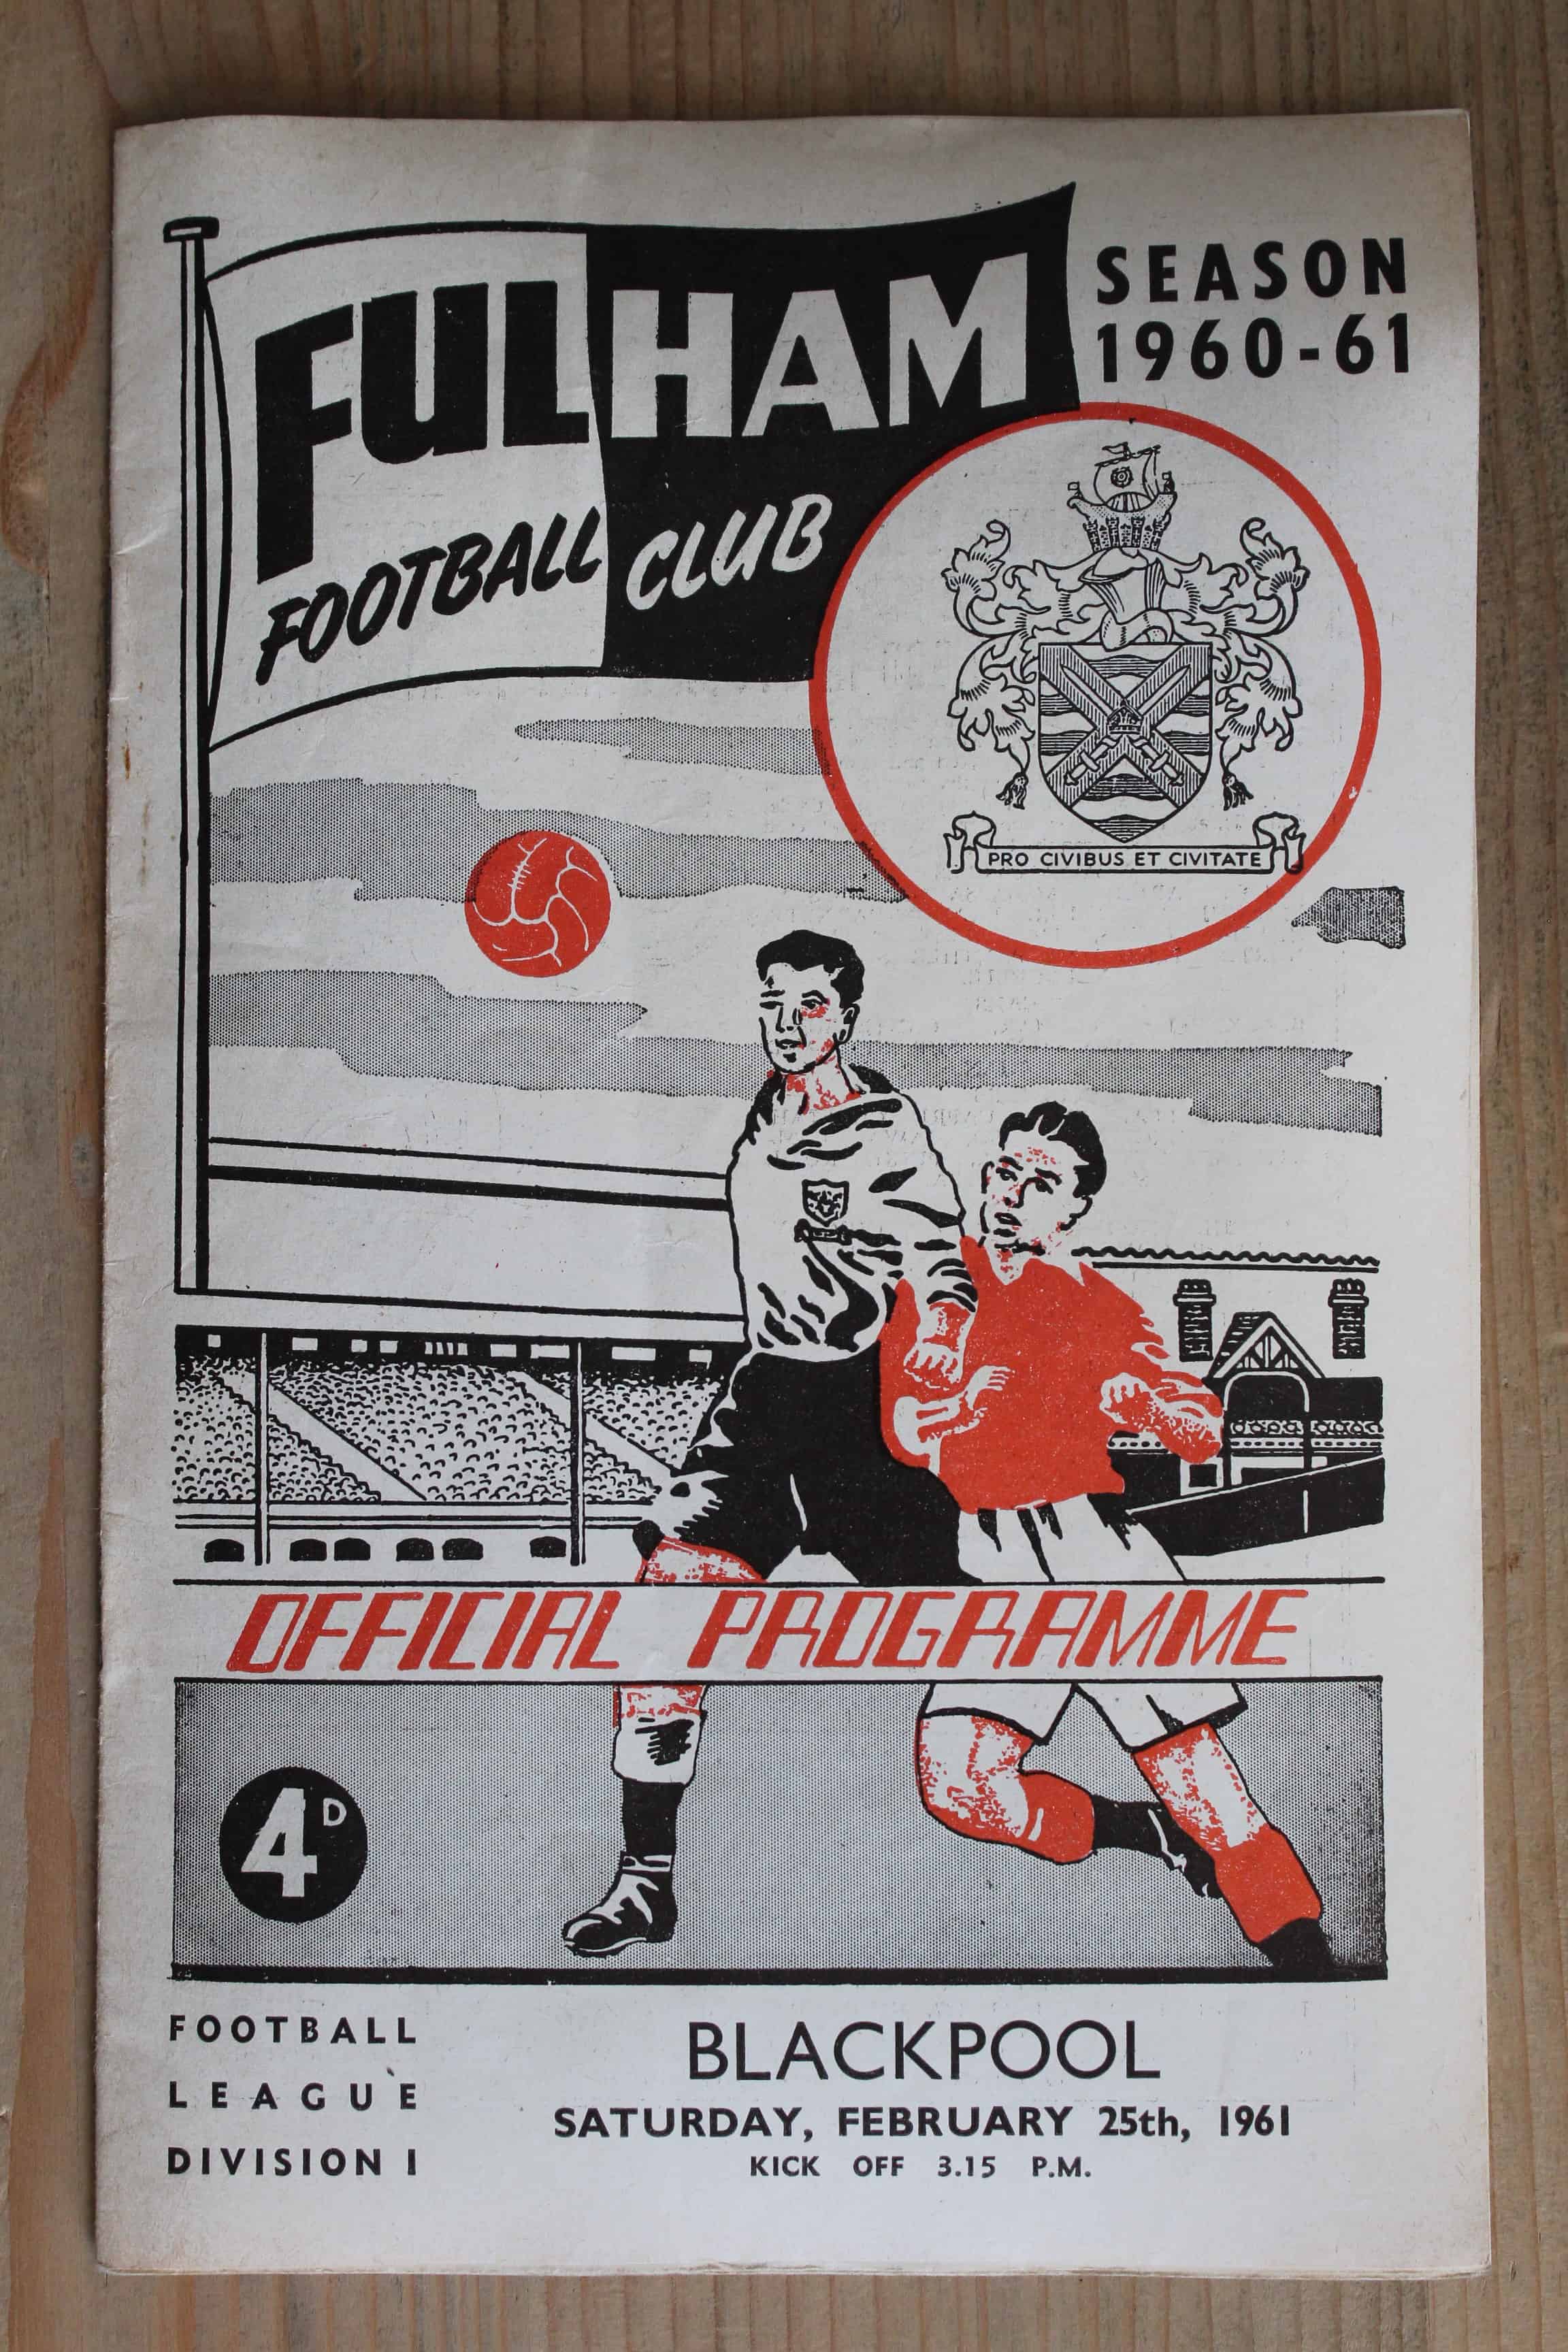 FULHAM
FOOTBALL CLUB
SEASON
1960-61
PRO CIVIBUS ET CIVITATE
OFFICIAL PROGRAMME
4D
FOOTBALL
LEAGUE
DIVISION I
BLACKPOOL
SATURDAY, FEBRUARY 25th, 1961
KICK OFF 3.15 P.M.